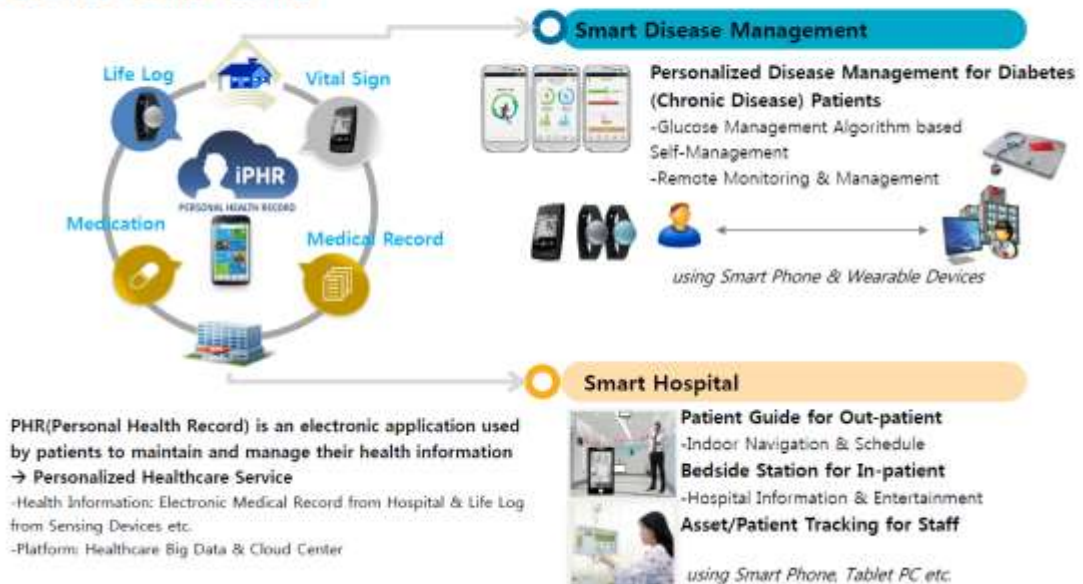 Smart Disease Management
Life Log
Vital Sign
iPHR
PERSONAL HEALTH RECORD
Medication
Medical Record
Personalized Disease Management for Diabetes
(Chronic Disease) Patients
-Glucose Management Algorithm based
Self-Management
-Remote Monitoring & Management
using Smart Phone & Wearable Devices
Smart Hospital
PHR(Personal Health Record) is an electronic application used
by patients to maintain and manage their health information
→ Personalized Healthcare Service
-Health Information: Electronic Medical Record from Hospital & Life Log
from Sensing Devices etc.
-Platform: Healthcare Big Data & Cloud Center
Patient Guide for Out-patient
-Indoor Navigation & Schedule
Bedside Station for In-patient
-Hospital Information & Entertainment
Asset/Patient Tracking for Staff
using Smart Phone, Tablet PC etc.